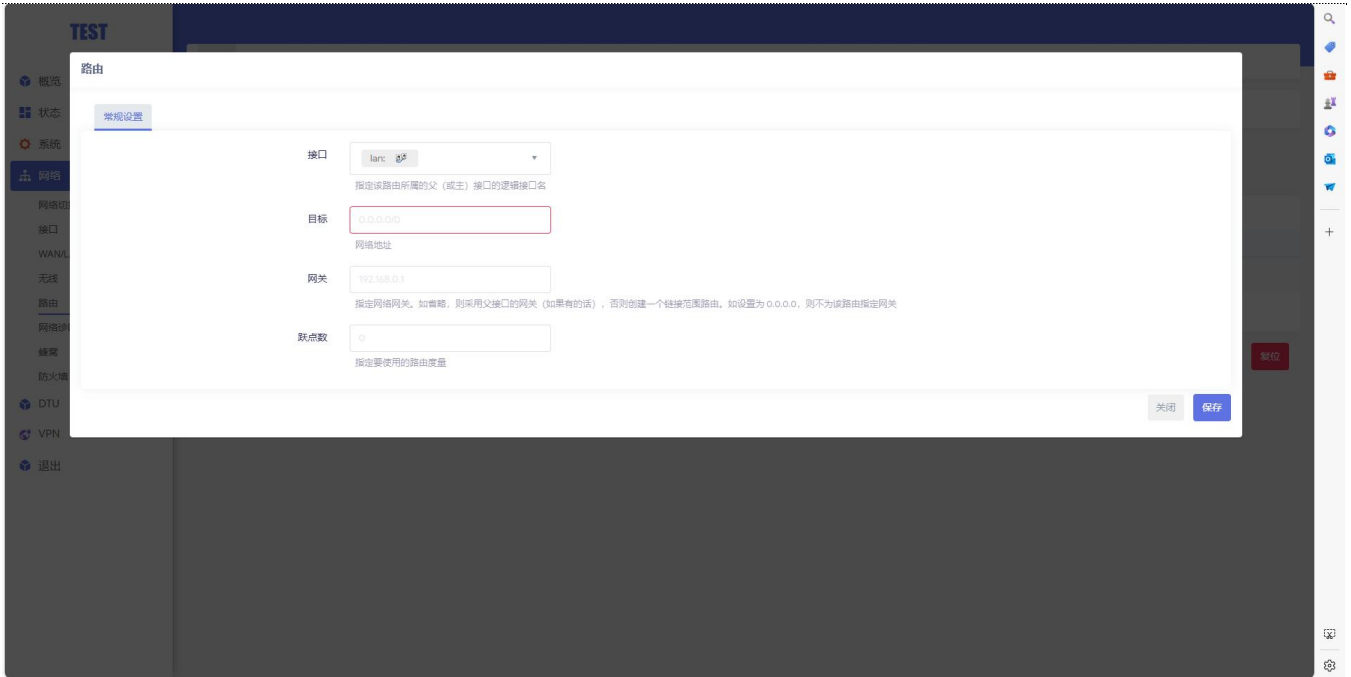 TEST
路由
概览
状态
系统
网络
网络切
接口
WAN/L
无线
路由
网络诊
蜂窝
防火墙
DTU
VPN
退出
常规设置
接口
lan:
指定该路由所属的父（或主）接口的逻辑接口名
目标
0.0.0.0/0
网络地址
网关
192.168.0.1
指定网络网关。如省略，则采用父接口的网关（如果有的话），否则创建一个链接范围路由。如设置为 0.0.0.0，则不为该路由指定网关
跃点数
0
指定要使用的路由度量
复位
关闭
保存